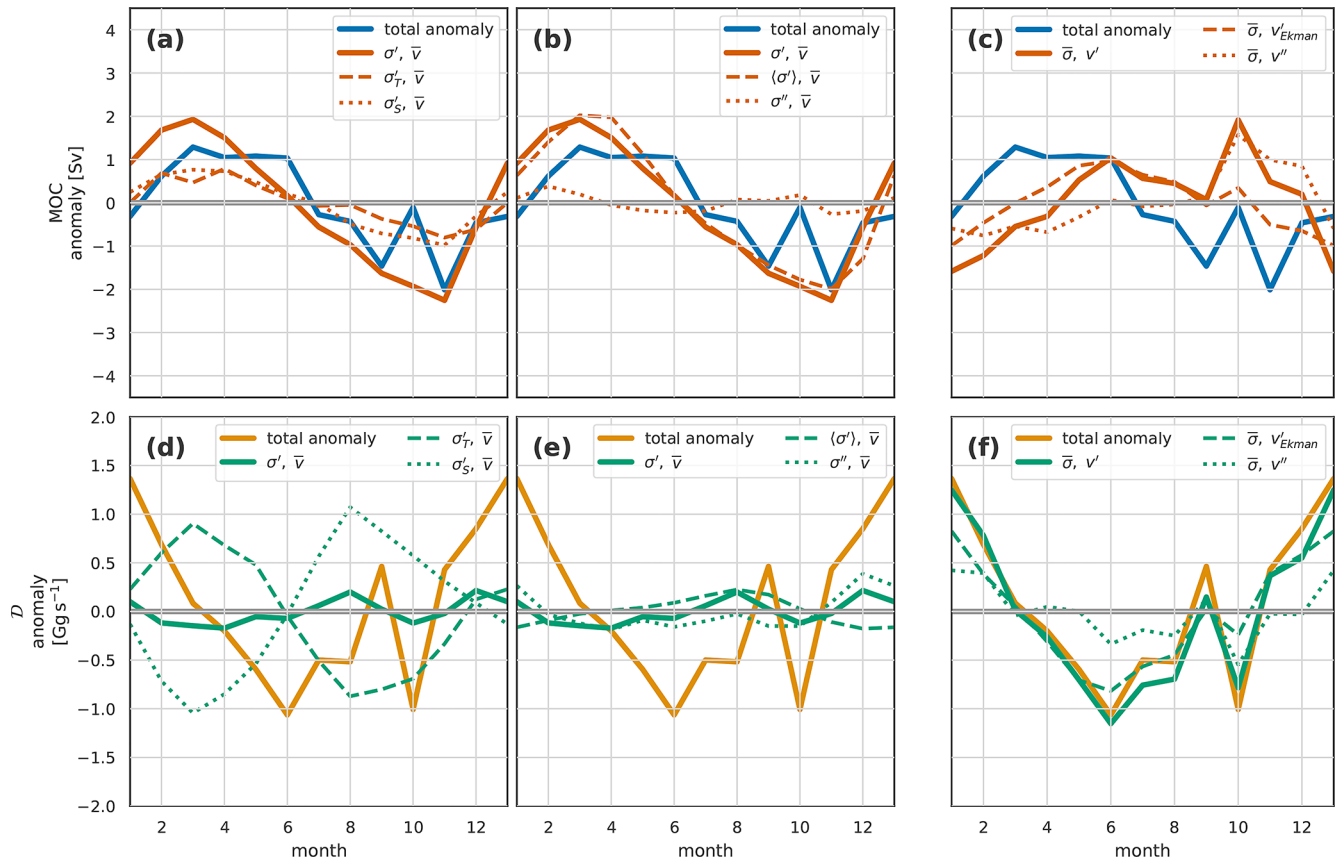 (a)
total anomaly
σ′, v̅
σ′_T, v̅
σ′_S, v̅
(b)
total anomaly
σ′, v̅
⟨σ′⟩, v̅
σ″, v̅
(c)
total anomaly
σ̅, v′
σ̅, v′_Ekman
σ̅, v″
MOC
anomaly [Sv]
4
3
2
1
0
−1
−2
−3
−4
(d)
total anomaly
σ′, v̅
σ′_T, v̅
σ′_S, v̅
(e)
total anomaly
σ′, v̅
⟨σ′⟩, v̅
σ″, v̅
(f)
total anomaly
σ̅, v′
σ̅, v′_Ekman
σ̅, v″
𝒟
anomaly
[Gg s⁻¹]
2.0
1.5
1.0
0.5
0.0
−0.5
−1.0
−1.5
−2.0
2 4 6 8 10 12
month
2 4 6 8 10 12
month
2 4 6 8 10 12
month